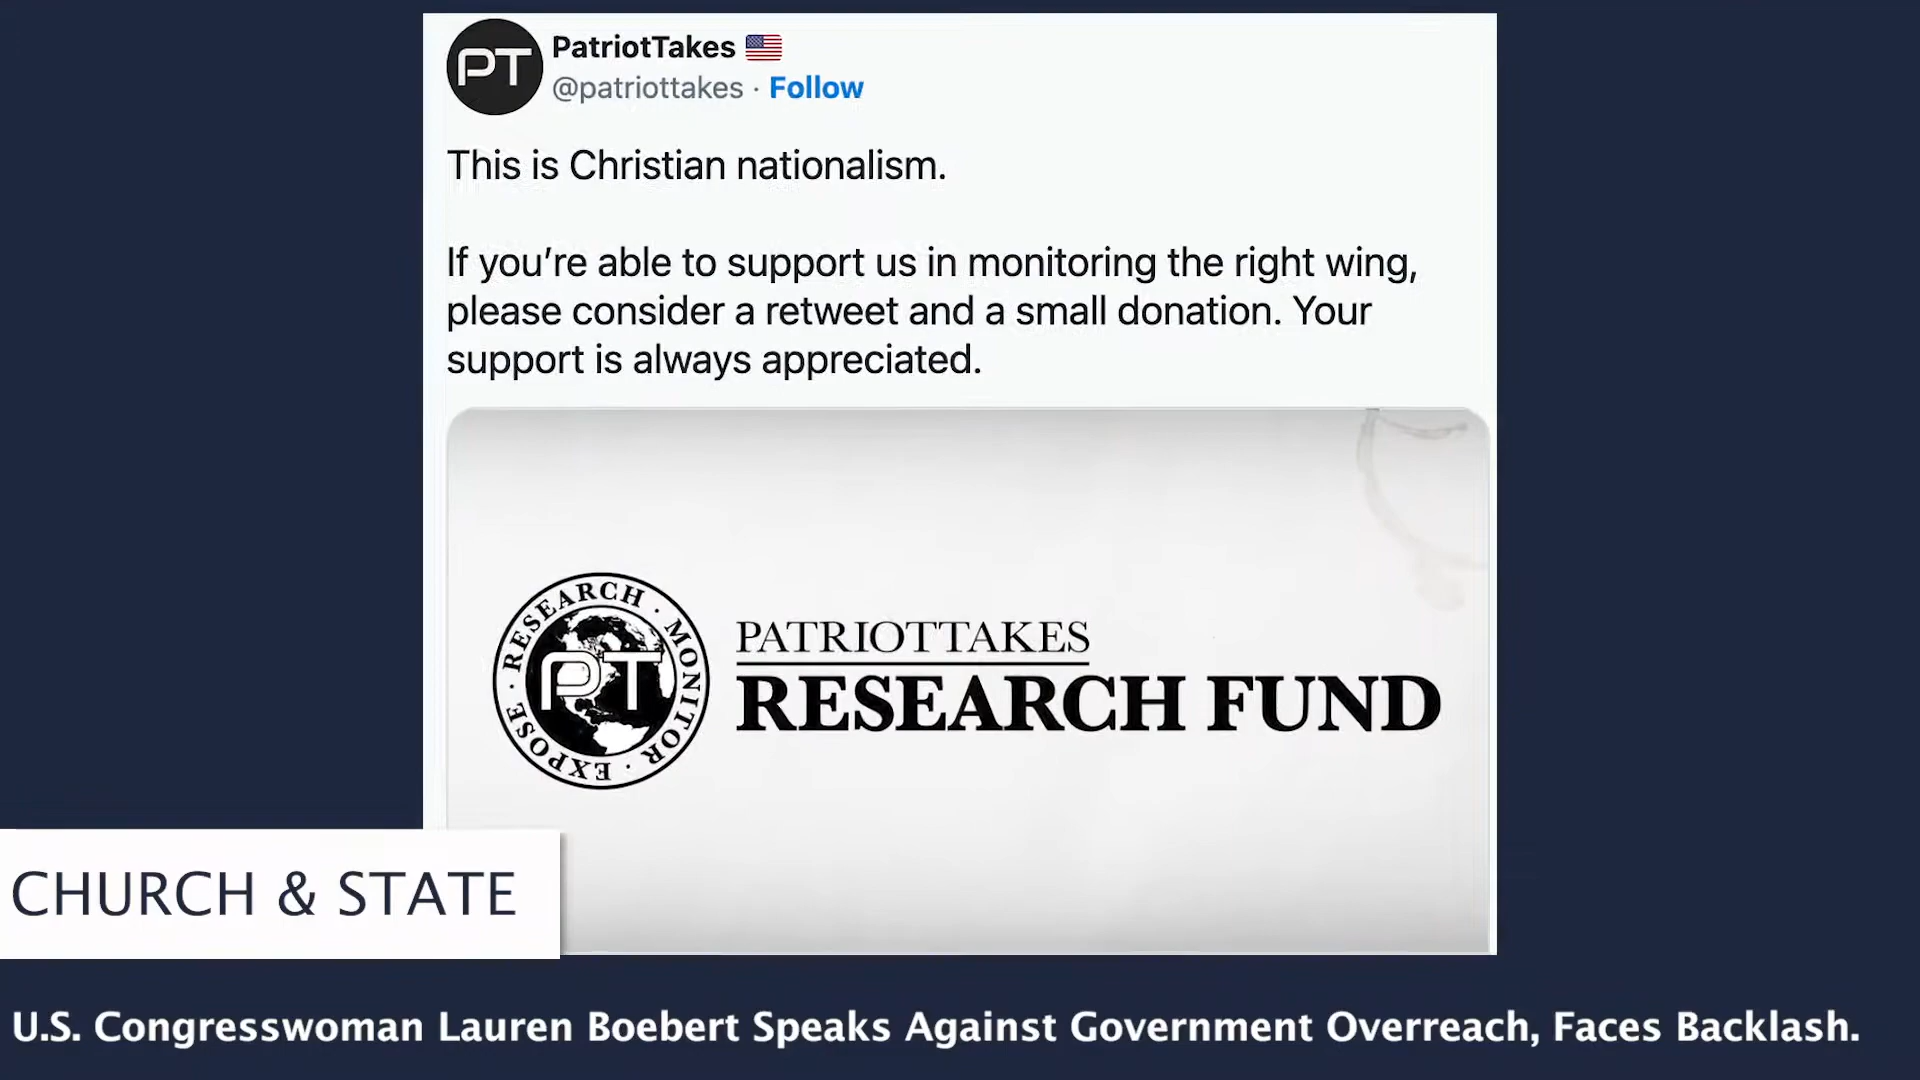 PT
PatriotTakes 🇺🇸
@patriottakes · Follow
This is Christian nationalism.
If you’re able to support us in monitoring the right wing,
please consider a retweet and a small donation. Your
support is always appreciated.
RESEARCH · MONITOR · EXPOSE ·
PT
PATRIOTTAKES
RESEARCH FUND
CHURCH & STATE
U.S. Congresswoman Lauren Boebert Speaks Against Government Overreach, Faces Backlash.